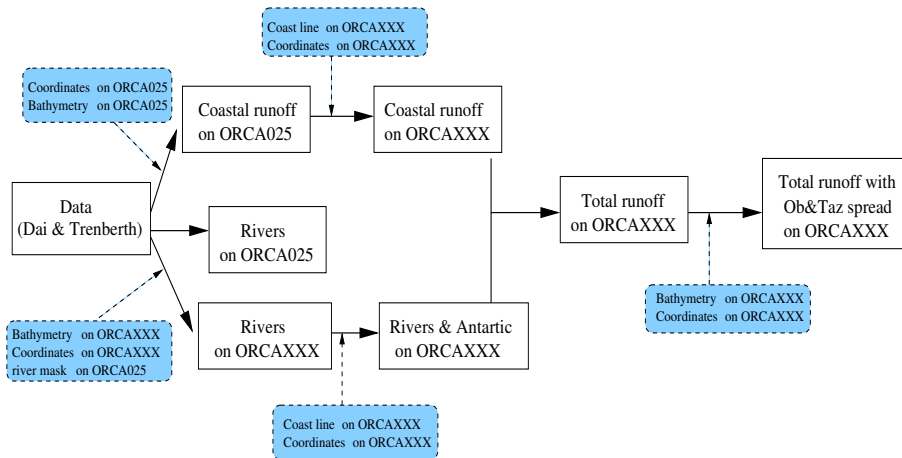 Coast line on ORCAXXX
Coordinates on ORCAXXX
Coordinates on ORCA025
Bathymetry on ORCA025
Coastal runoff
on ORCA025
Coastal runoff
on ORCAXXX
Data
(Dai & Trenberth)
Rivers
on ORCA025
Total runoff
on ORCAXXX
Total runoff with
Ob&Taz spread
on ORCAXXX
Bathymetry on ORCAXXX
Coordinates on ORCAXXX
river mask on ORCA025
Rivers
on ORCAXXX
Rivers & Antartic
on ORCAXXX
Bathymetry on ORCAXXX
Coordinates on ORCAXXX
Coast line on ORCAXXX
Coordinates on ORCAXXX